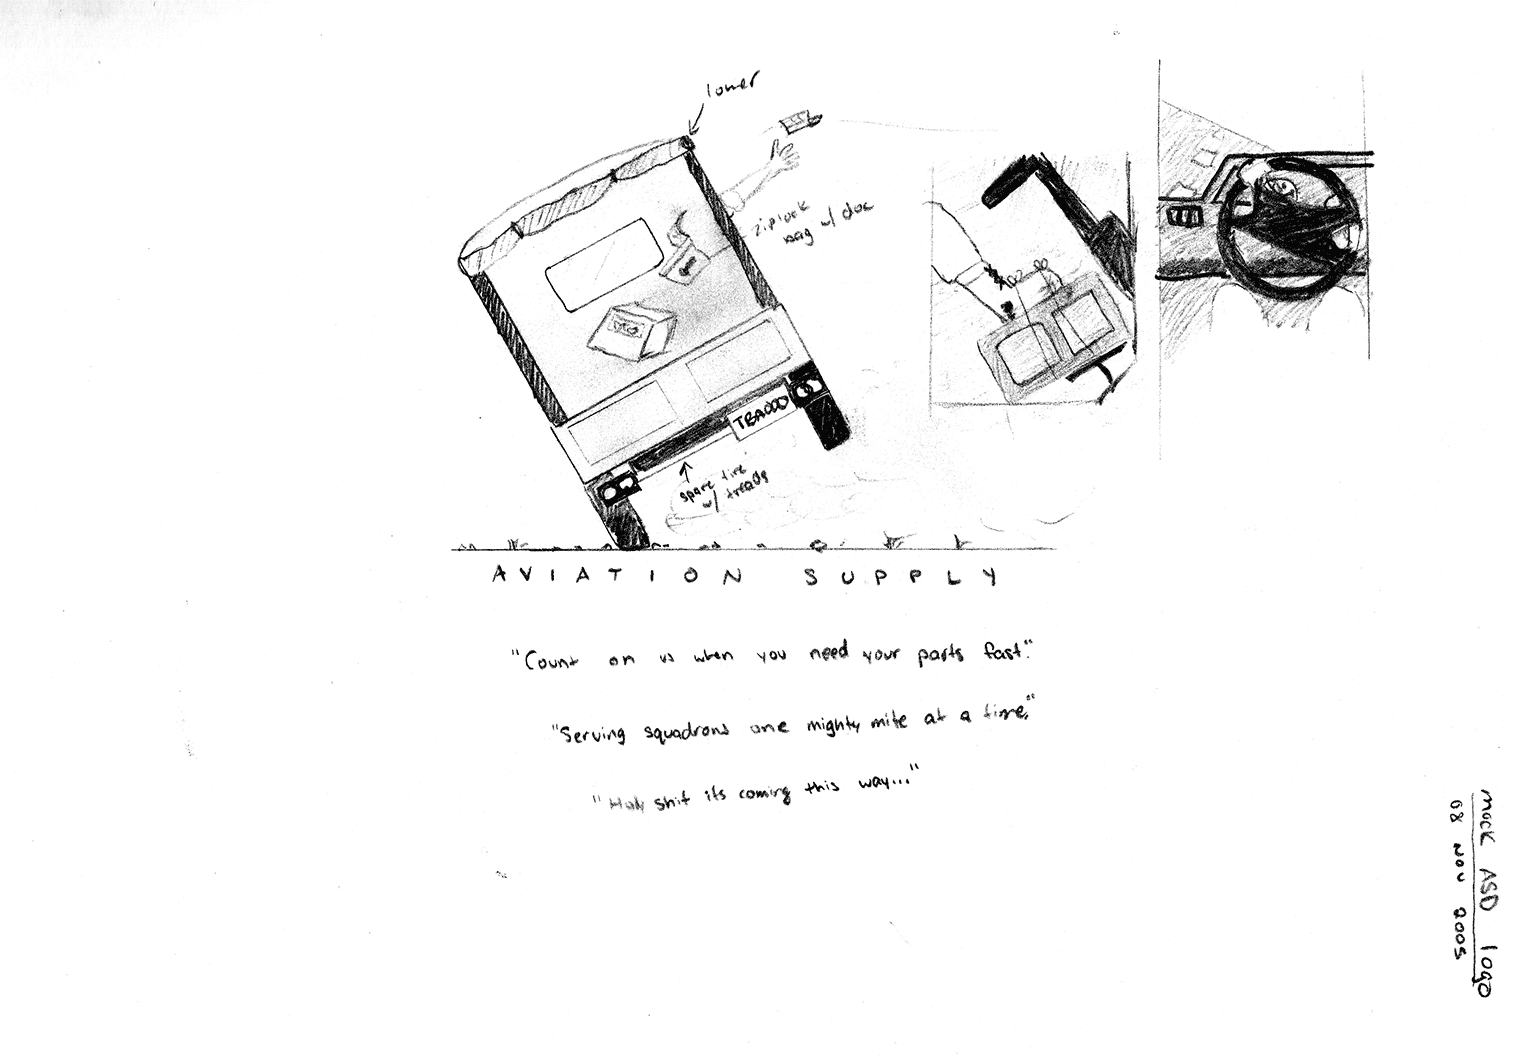 lower
ziplock
bag w/ doc
TBA000
spare tire
w/ treads
AVIATION SUPPLY
"Count on us when you need your parts fast."
"Serving squadrons one mighty mite at a time."
"Holy shit its coming this way..."
mock ASD logo
08 NOV 2005